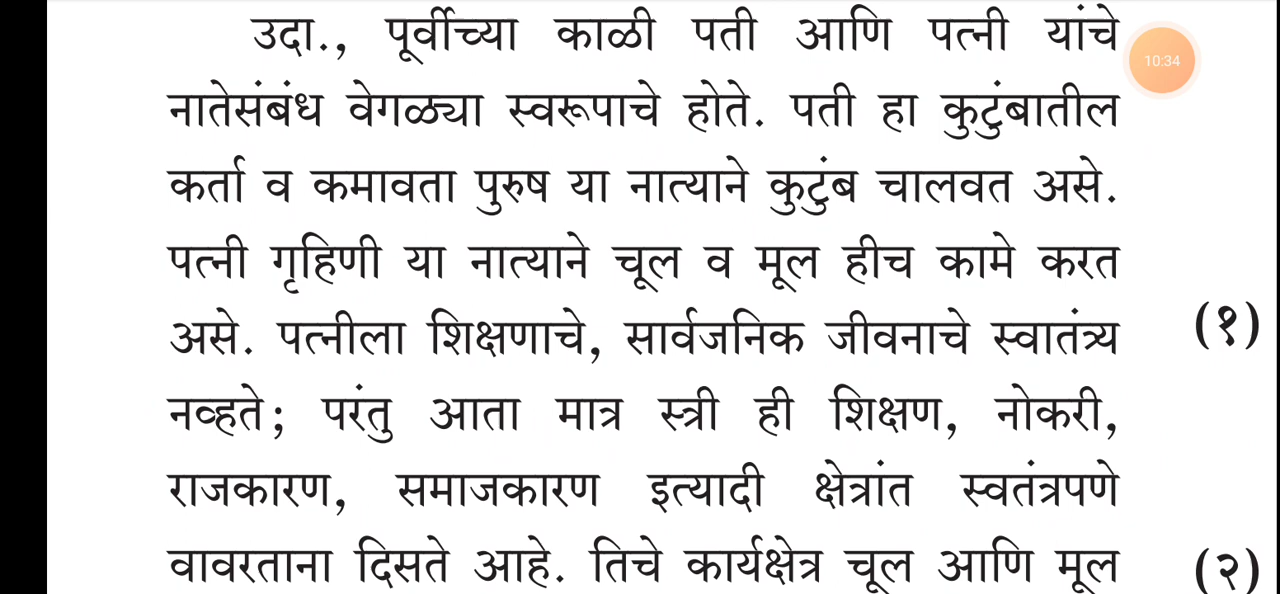 उदा., पूर्वीच्या काळी पती आणि पत्नी यांचे
10:34
नातेसंबंध वेगळ्या स्वरूपाचे होते. पती हा कुटुंबातील
कर्ता व कमावता पुरुष या नात्याने कुटुंब चालवत असे.
पत्नी गृहिणी या नात्याने चूल व मूल हीच कामे करत
असे. पत्नीला शिक्षणाचे, सार्वजनिक जीवनाचे स्वातंत्र्य
(१)
नव्हते; परंतु आता मात्र स्त्री ही शिक्षण, नोकरी,
राजकारण, समाजकारण इत्यादी क्षेत्रांत स्वतंत्रपणे
वावरताना दिसते आहे. तिचे कार्यक्षेत्र चूल आणि मूल
(२)